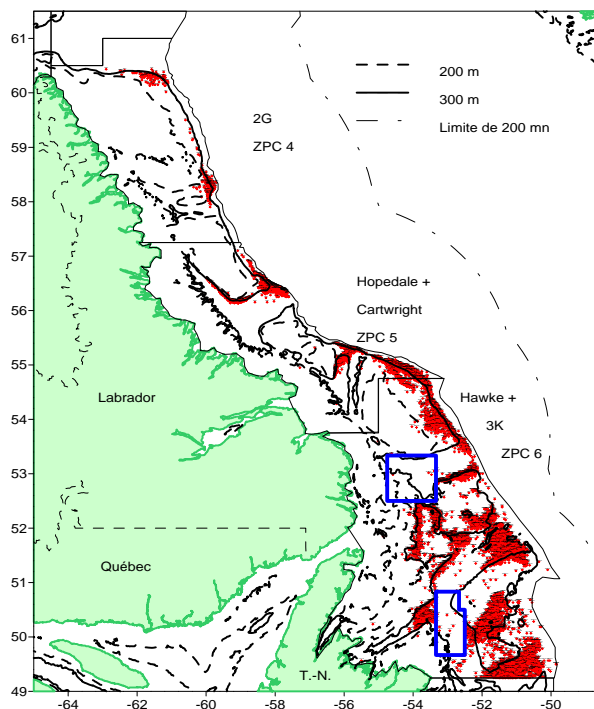 61
60
59
58
57
56
55
54
53
52
51
50
49
200 m
300 m
Limite de 200 mn
2G
ZPC 4
Hopedale +
Cartwright
ZPC 5
Hawke +
3K
ZPC 6
Labrador
Québec
T.-N.
-64
-62
-60
-58
-56
-54
-52
-50